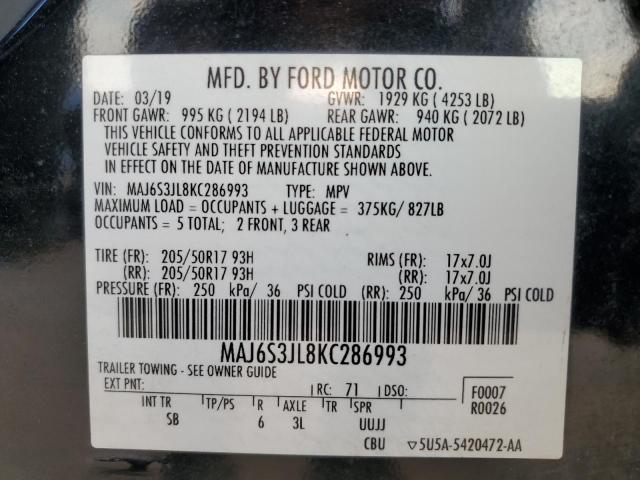 MFD. BY FORD MOTOR CO.
DATE: 03/19 GVWR: 1929 KG ( 4253 LB)
FRONT GAWR: 995 KG ( 2194 LB) REAR GAWR: 940 KG ( 2072 LB)
THIS VEHICLE CONFORMS TO ALL APPLICABLE FEDERAL MOTOR
VEHICLE SAFETY AND THEFT PREVENTION STANDARDS
IN EFFECT ON THE DATE OF MANUFACTURE SHOWN ABOVE.
VIN: MAJ6S3JL8KC286993 TYPE: MPV
MAXIMUM LOAD = OCCUPANTS + LUGGAGE = 375KG/ 827LB
OCCUPANTS = 5 TOTAL; 2 FRONT, 3 REAR
TIRE (FR): 205/50R17 93H RIMS (FR): 17x7.0J
(RR): 205/50R17 93H (RR): 17x7.0J
PRESSURE (FR): 250 kPa/ 36 PSI COLD (RR): 250 kPa/ 36 PSI COLD
MAJ6S3JL8KC286993
TRAILER TOWING - SEE OWNER GUIDE
EXT PNT: RC: 71 DSO: F0007
R0026
INT TR TP/PS R AXLE TR SPR
SB 6 3L UUJJ
CBU ▽5U5A-5420472-AA